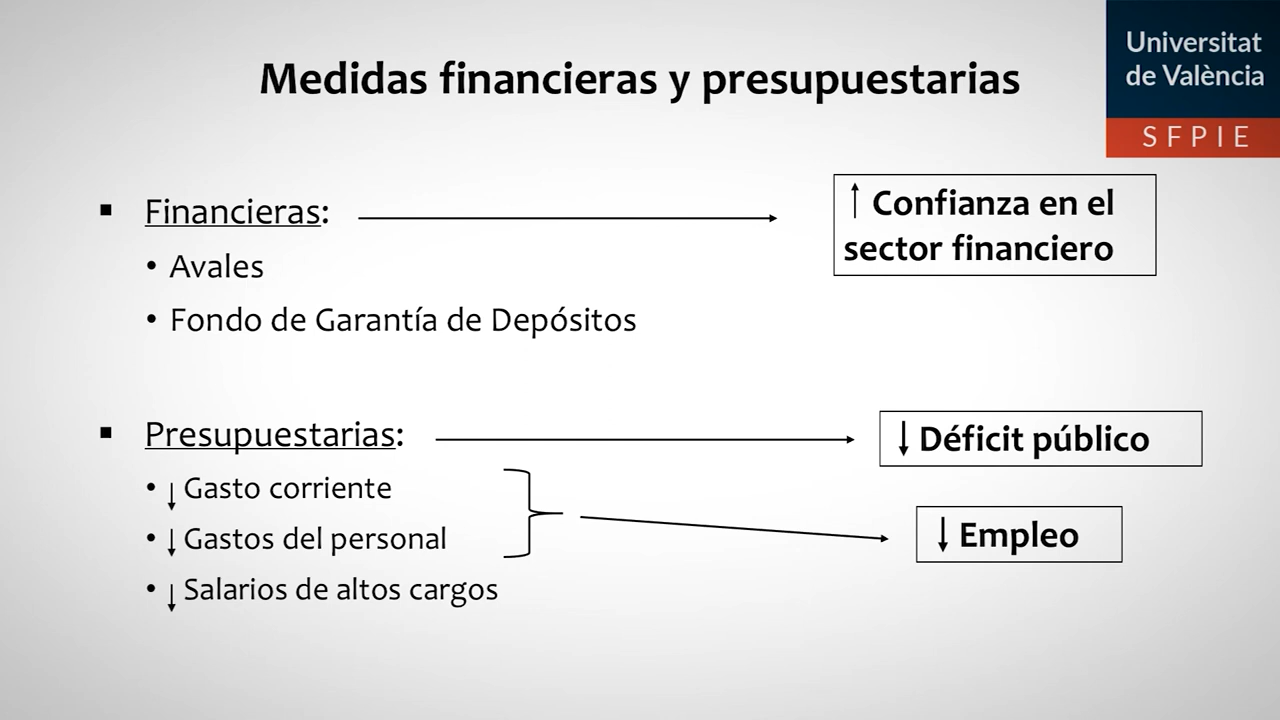 Medidas financieras y presupuestarias
Universitat
de València
SFPIE
▪ Financieras:
↑ Confianza en el
sector financiero
• Avales
• Fondo de Garantía de Depósitos
▪ Presupuestarias:
↓ Déficit público
• ↓ Gasto corriente
• ↓ Gastos del personal
↓ Empleo
• ↓ Salarios de altos cargos